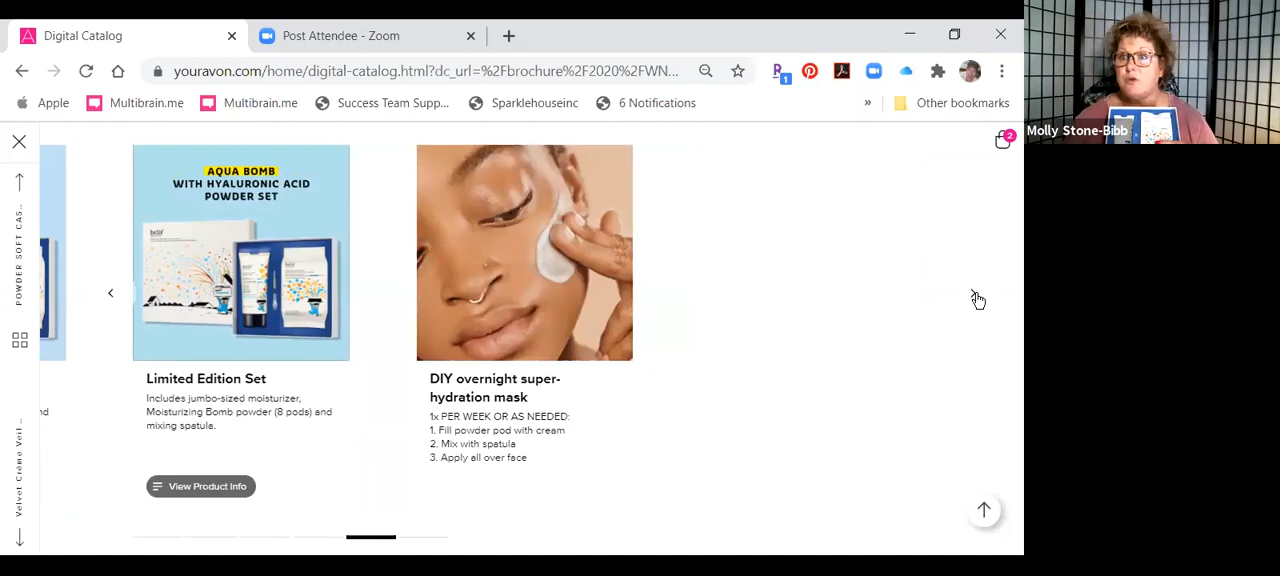 Digital Catalog
Post Attendee - Zoom
youravon.com/home/digital-catalog.html?dc_url=%2Fbrochure%2F2020%2FWN...
1
Apple
Multibrain.me
Multibrain.me
Success Team Supp...
Sparklehouseinc
6 Notifications
»
Other bookmarks
Molly Stone-Bibb
2
POWDER SOFT CAS...
Velvet Crème Veil ...
AQUA BOMB
WITH HYALURONIC ACID
POWDER SET
belif
Limited Edition Set
Includes jumbo-sized moisturizer,
Moisturizing Bomb powder (8 pods) and
mixing spatula.
View Product Info
nd
DIY overnight super-
hydration mask
1x PER WEEK OR AS NEEDED:
1. Fill powder pod with cream
2. Mix with spatula
3. Apply all over face